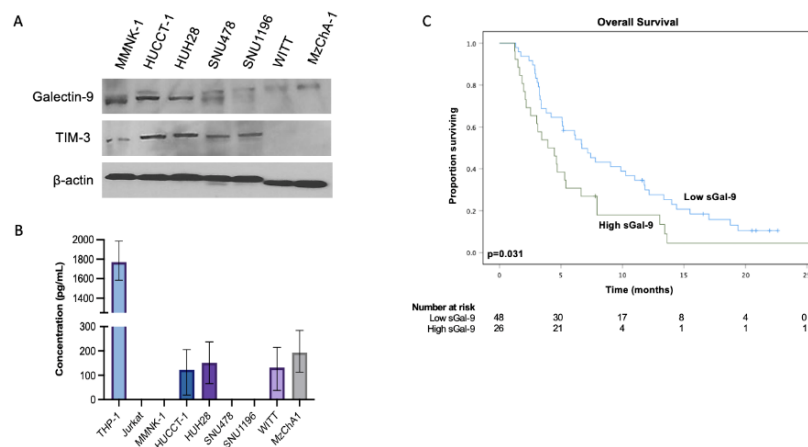 A
MMNK-1
HUCCT-1
HUH28
SNU478
SNU1196
WITT
MzChA-1
Galectin-9
TIM-3
β-actin
B
Concentration (pg/mL)
2000
1800
1600
1400
200
100
0
THP-1
Jurkat
MMNK-1
HUCCT-1
HUH28
SNU478
SNU1196
WITT
MzChA1
C
Overall Survival
Proportion surviving
1.0
0.8
0.6
0.4
0.2
0.0
Low sGal-9
High sGal-9
p=0.031
0 5 10 15 20 25
Time (months)
Number at risk
Low sGal-9 48 30 17 8 4 0
High sGal-9 26 21 4 1 1 1